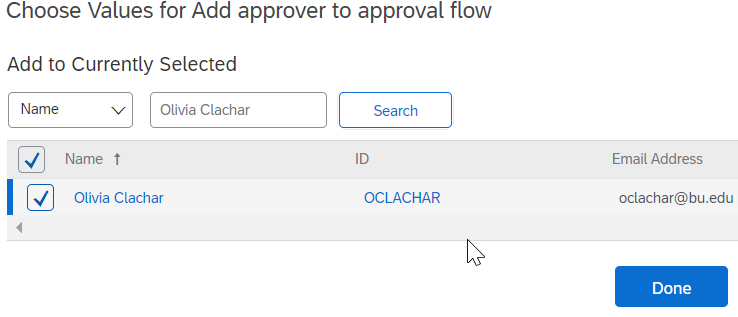 Choose Values for Add approver to approval flow
Add to Currently Selected
Name Olivia Clachar Search
Name ↑ ID Email Address
Olivia Clachar OCLACHAR oclachar@bu.edu
Done